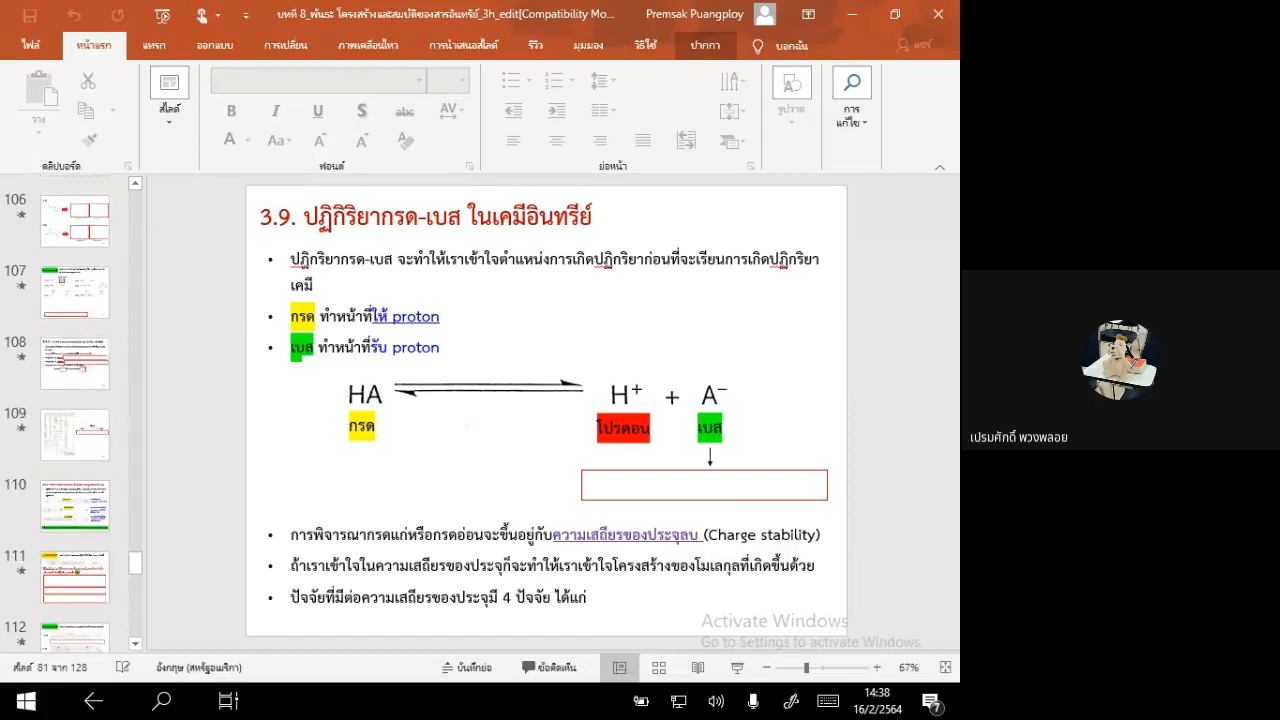 บทที่ 8_พันธะ โครงสร้างและสมบัติของสารอินทรีย์_3h_edit[Compatibility Mo...
Premsak Puangploy
ไฟล์ หน้าแรก แทรก ออกแบบ การเปลี่ยน ภาพเคลื่อนไหว การนำเสนอสไลด์ รีวิว มุมมอง วิธีใช้ ปากกา บอกฉัน แชร์
วาง
สไลด์
B I U S abc AV
A Aa A A
รูปวาด
การ
แก้ไข
คลิปบอร์ด ฟอนต์ ย่อหน้า
106
107
108
109
110
111
112
3.9. ปฏิกิริยากรด-เบส ในเคมีอินทรีย์
• ปฏิกริยากรด-เบส จะทำให้เราเข้าใจตำแหน่งการเกิดปฏิกริยาก่อนที่จะเรียนการเกิดปฏิกริยา
เคมี
• กรด ทำหน้าที่ให้ proton
• เบส ทำหน้าที่รับ proton
HA H⁺ + A⁻
กรด โปรตอน เบส
• การพิจารณากรดแก่หรือกรดอ่อนจะขึ้นอยู่กับความเสถียรของประจุลบ (Charge stability)
• ถ้าเราเข้าใจในความเสถียรของประจุก็จะทำให้เราเข้าใจโครงสร้างของโมเลกุลที่เกิดขึ้นด้วย
• ปัจจัยที่มีต่อความเสถียรของประจุมี 4 ปัจจัย ได้แก่
Activate Windows
Go to Settings to activate Windows.
สไลด์ 81 จาก 128 อังกฤษ (สหรัฐอเมริกา) บันทึกย่อ ข้อคิดเห็น 67%
14:38
16/2/2564
7
เปรมศักดิ์ พวงพลอย